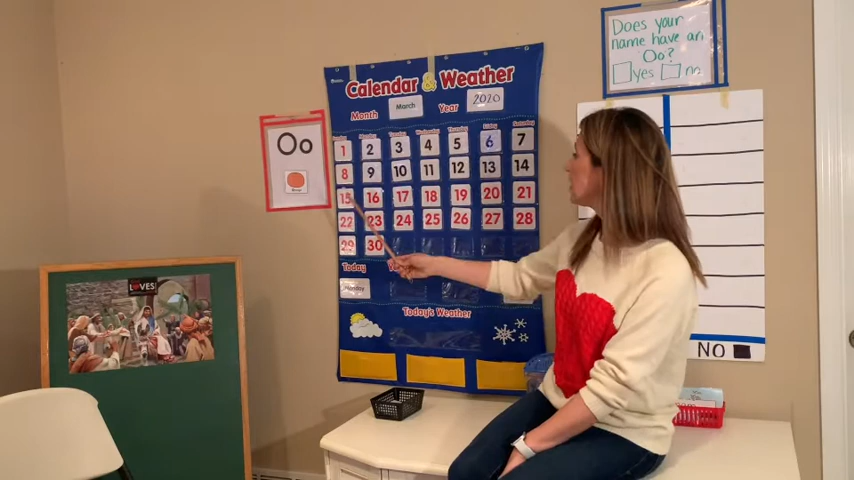 Does your
name have an
Oo?
yes no
Calendar & Weather
Month March Year 2020
1 2 3 4 5 6 7
8 9 10 11 12 13 14
15 16 17 18 19 20 21
22 23 24 25 26 27 28
29 30
Today
Monday
Today's Weather
Oo
LOVES!
NO